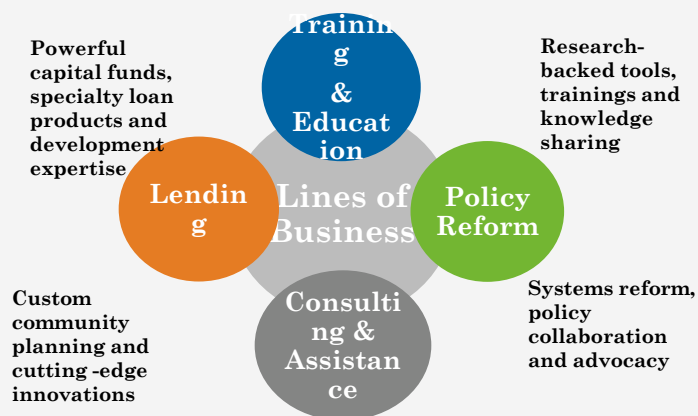 Powerful
capital funds,
specialty loan
products and
development
expertise
Trainin
g
&
Educat
ion
Research-
backed tools,
trainings and
knowledge
sharing
Lendin
g
Lines of
Business
Policy
Reform
Custom
community
planning and
cutting -edge
innovations
Consulti
ng &
Assistan
ce
Systems reform,
policy
collaboration
and advocacy